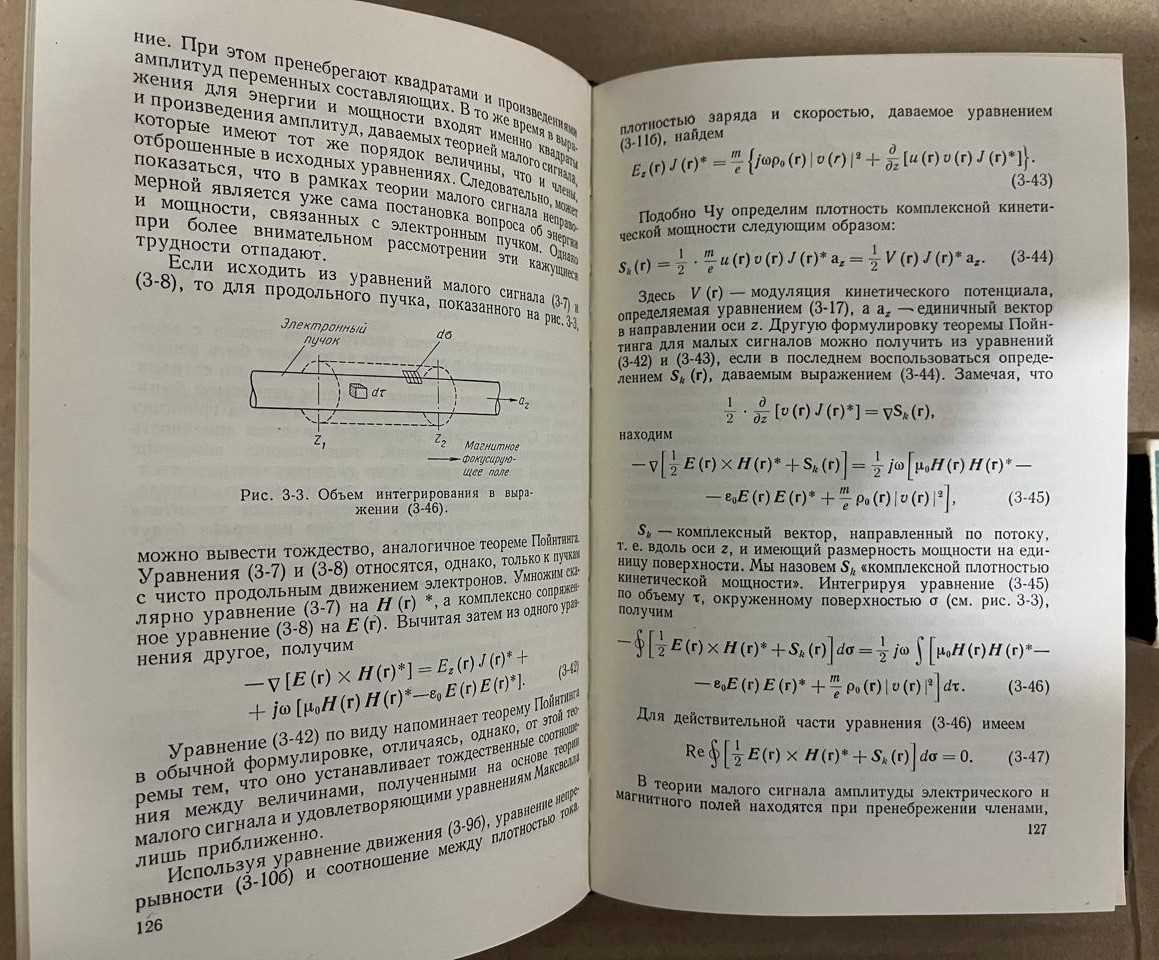 ние. При этом пренебрегают квадратами и произведениями
амплитуд переменных составляющих. В то же время в выра-
жения для энергии и мощности входят именно квадраты
и произведения амплитуд, даваемых теорией малого сигнала,
которые имеют тот же порядок величины, что и члены,
отброшенные в исходных уравнениях. Следовательно, может
показаться, что в рамках теории малого сигнала неправо-
мерной является уже сама постановка вопроса об энергии
и мощности, связанных с электронным пучком. Однако
при более внимательном рассмотрении эти кажущиеся
трудности отпадают.
Если исходить из уравнений малого сигнала (3-7) и
(3-8), то для продольного пучка, показанного на рис. 3-3,
Электронный
пучок
dσ
dτ
a_z
z_1
z_2
Магнитное
фокусирую-
щее поле
Рис. 3-3. Объем интегрирования в выра-
жении (3-46).
можно вывести тождество, аналогичное теореме Пойнтинга.
Уравнения (3-7) и (3-8) относятся, однако, только к пучкам
с чисто продольным движением электронов. Умножим ска-
лярно уравнение (3-7) на H (r) *, а комплексно сопряжен-
ное уравнение (3-8) на E (r). Вычитая затем из одного урав-
нения другое, получим
—∇ [E (r) × H (r)*] = E_z (r) J (r)* +
+ jω [μ₀H (r) H (r)* — ε₀ E (r) E (r)*]. (3-42)
Уравнение (3-42) по виду напоминает теорему Пойнтинга
в обычной формулировке, отличаясь, однако, от этой тео-
ремы тем, что оно устанавливает тождественные соотноше-
ния между величинами, полученными на основе теории
малого сигнала и удовлетворяющими уравнениям Максвелла
лишь приближенно.
Используя уравнение движения (3-9б), уравнение непре-
рывности (3-10б) и соотношение между плотностью тока,
126
плотностью заряда и скоростью, даваемое уравнением
(3-11б), найдем
E_z (r) J (r)* = m/e {jωρ₀ (r) | v (r) |² + ∂/∂z [u (r) v (r) J (r)*]}.
(3-43)
Подобно Чу определим плотность комплексной кинети-
ческой мощности следующим образом:
S_k (r) = 1/2 · m/e u (r) v (r) J (r)* a_z = 1/2 V (r) J (r)* a_z. (3-44)
Здесь V (r) — модуляция кинетического потенциала,
определяемая уравнением (3-17), а a_z — единичный вектор
в направлении оси z. Другую формулировку теоремы Пойн-
тинга для малых сигналов можно получить из уравнений
(3-42) и (3-43), если в последнем воспользоваться опреде-
лением S_k (r), даваемым выражением (3-44). Замечая, что
1/2 · ∂/∂z [v (r) J (r)*] = ∇S_k (r),
находим
—∇[1/2 E (r) × H (r)* + S_k (r)] = 1/2 jω [μ₀H (r) H (r)* —
— ε₀E (r) E (r)* + m/e ρ₀ (r) | v (r) |²], (3-45)
S_k — комплексный вектор, направленный по потоку,
т. е. вдоль оси z, и имеющий размерность мощности на еди-
ницу поверхности. Мы назовем S_k «комплексной плотностью
кинетической мощности». Интегрируя уравнение (3-45)
по объему τ, окруженному поверхностью σ (см. рис. 3-3),
получим
—∮[1/2 E (r) × H (r)* + S_k (r)] dσ = 1/2 jω ∫ [μ₀H (r) H (r)* —
— ε₀E (r) E (r)* + m/e ρ₀ (r) | v (r) |²] dτ. (3-46)
Для действительной части уравнения (3-46) имеем
Re ∮ [1/2 E (r) × H (r)* + S_k (r)] dσ = 0. (3-47)
В теории малого сигнала амплитуды электрического и
магнитного полей находятся при пренебрежении членами,
127